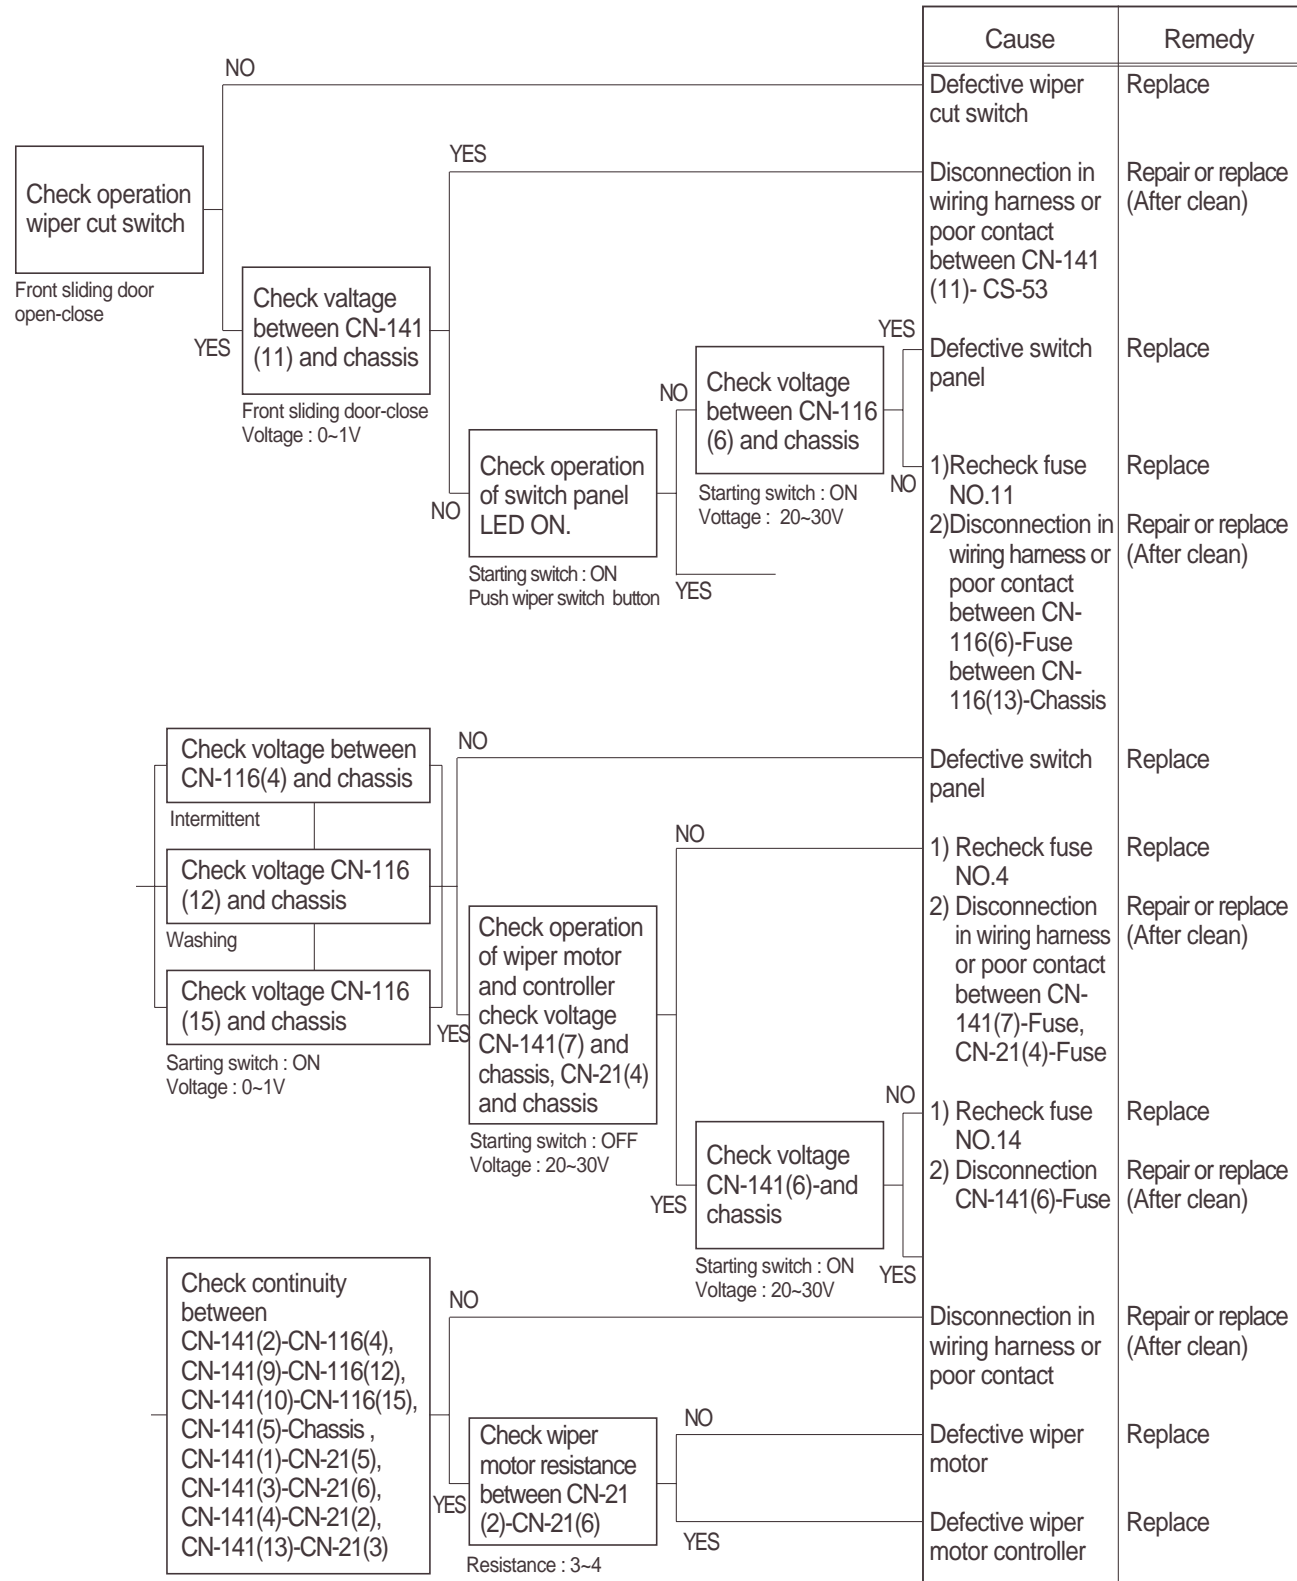 Cause
Remedy
NO
Defective wiper
cut switch
Replace
YES
Check operation
wiper cut switch
Disconnection in
wiring harness or
poor contact
between CN-141
(11)- CS-53
Repair or replace
(After clean)
Front sliding door
open-close
YES
Check valtage
between CN-141
(11) and chassis
Front sliding door-close
Voltage : 0~1V
YES
Defective switch
panel
Replace
NO
Check voltage
between CN-116
(6) and chassis
Starting switch : ON
Vottage : 20~30V
NO
Check operation
of switch panel
LED ON.
NO
Starting switch : ON
Push wiper switch button
YES
1)Recheck fuse
NO.11
Replace
2)Disconnection in
wiring harness or
poor contact
between CN-
116(6)-Fuse
between CN-
116(13)-Chassis
Repair or replace
(After clean)
Check voltage between
CN-116(4) and chassis
Intermittent
Check voltage CN-116
(12) and chassis
Washing
Check voltage CN-116
(15) and chassis
Sarting switch : ON
Voltage : 0~1V
NO
Defective switch
panel
Replace
YES
Check operation
of wiper motor
and controller
check voltage
CN-141(7) and
chassis, CN-21(4)
and chassis
Starting switch : OFF
Voltage : 20~30V
NO
1) Recheck fuse
NO.4
Replace
2) Disconnection
in wiring harness
or poor contact
between CN-
141(7)-Fuse,
CN-21(4)-Fuse
Repair or replace
(After clean)
YES
Check voltage
CN-141(6)-and
chassis
Starting switch : ON
Voltage : 20~30V
NO
1) Recheck fuse
NO.14
Replace
2) Disconnection
CN-141(6)-Fuse
Repair or replace
(After clean)
YES
Check continuity
between
CN-141(2)-CN-116(4),
CN-141(9)-CN-116(12),
CN-141(10)-CN-116(15),
CN-141(5)-Chassis ,
CN-141(1)-CN-21(5),
CN-141(3)-CN-21(6),
CN-141(4)-CN-21(2),
CN-141(13)-CN-21(3)
NO
Disconnection in
wiring harness or
poor contact
Repair or replace
(After clean)
YES
Check wiper
motor resistance
between CN-21
(2)-CN-21(6)
Resistance : 3~4
NO
Defective wiper
motor
Replace
YES
Defective wiper
motor controller
Replace